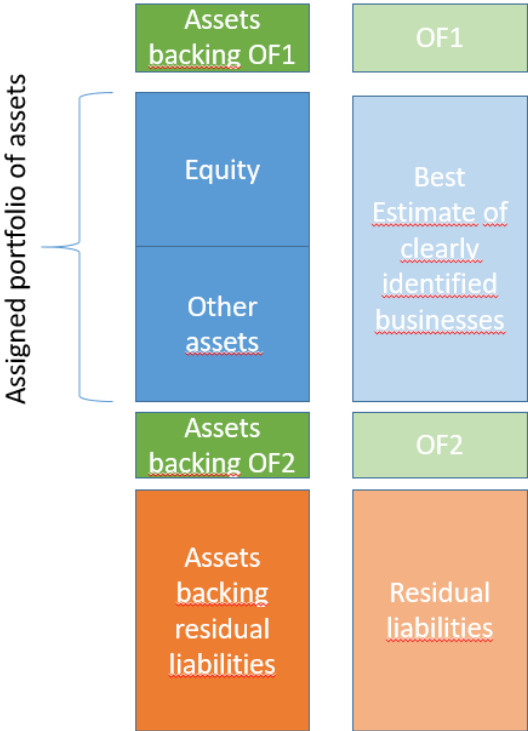 Assets
backing OF1
OF1
Assigned portfolio of assets
Equity
Other
assets
Best
Estimate of
clearly
identified
businesses
Assets
backing OF2
OF2
Assets
backing
residual
liabilities
Residual
liabilities